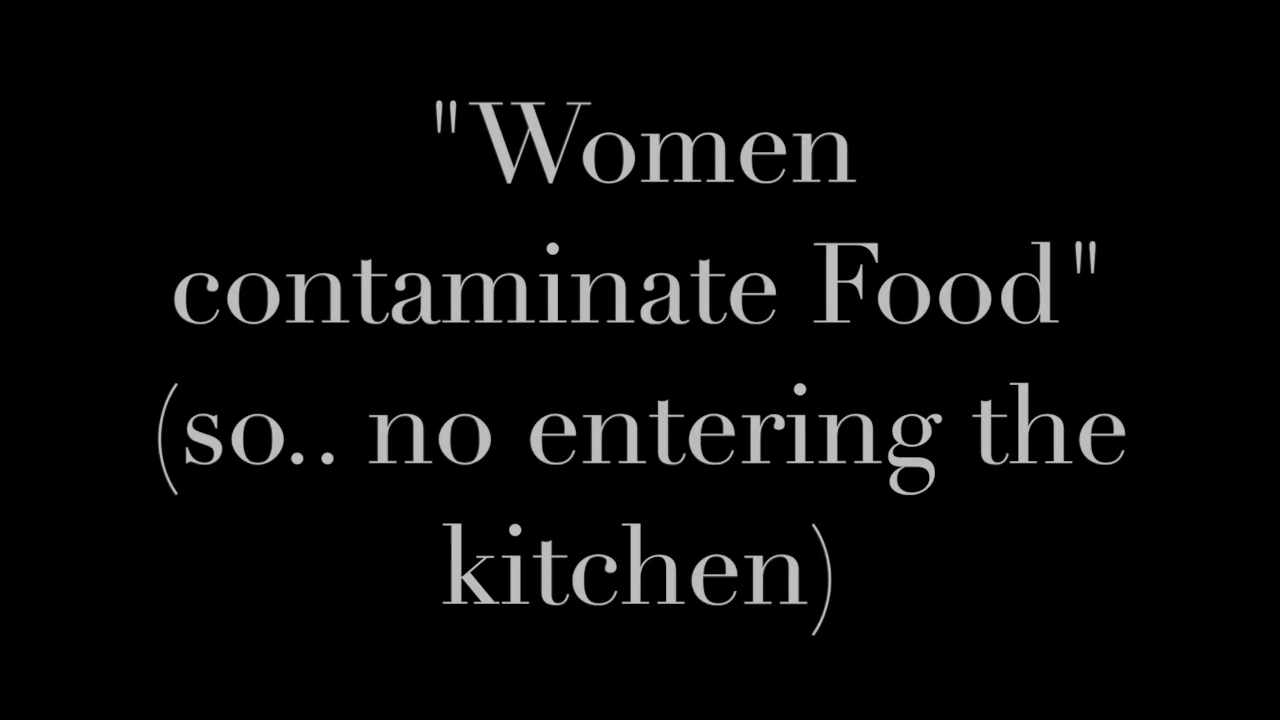 "Women
contaminate Food"
(so.. no entering the
kitchen)